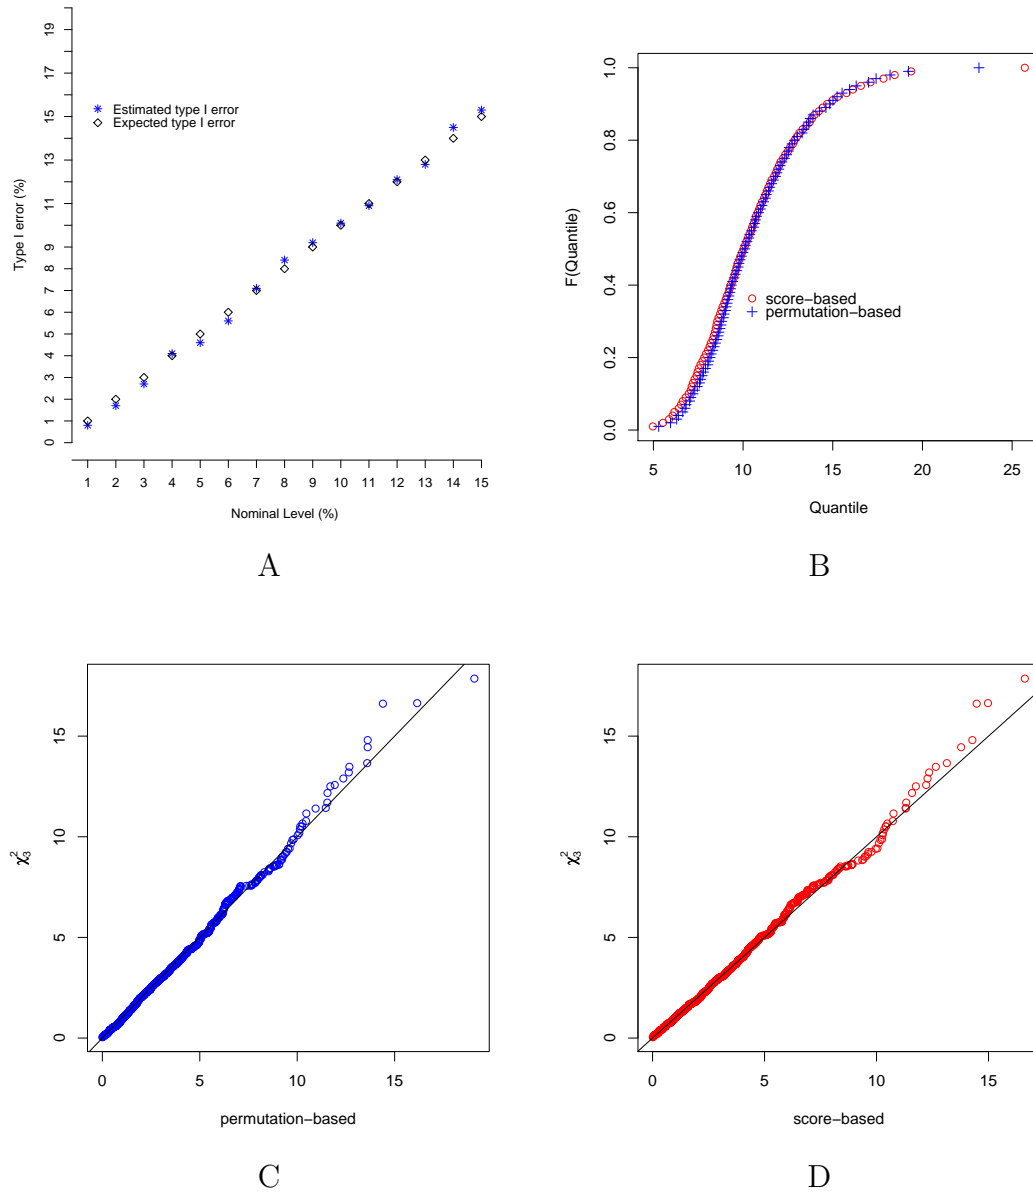 19
17
15
13
11
9
8
7
6
5
4
3
2
1
0
Type I error (%)
Estimated type I error
Expected type I error
1 2 3 4 5 6 7 8 9 10 11 12 13 14 15
Nominal Level (%)
A
1.0
0.8
0.6
0.4
0.2
0.0
F(Quantile)
score−based
permutation−based
5 10 15 20 25
Quantile
B
15
10
5
0
χ²₃
0 5 10 15
permutation−based
C
15
10
5
0
χ²₃
0 5 10 15
score−based
D